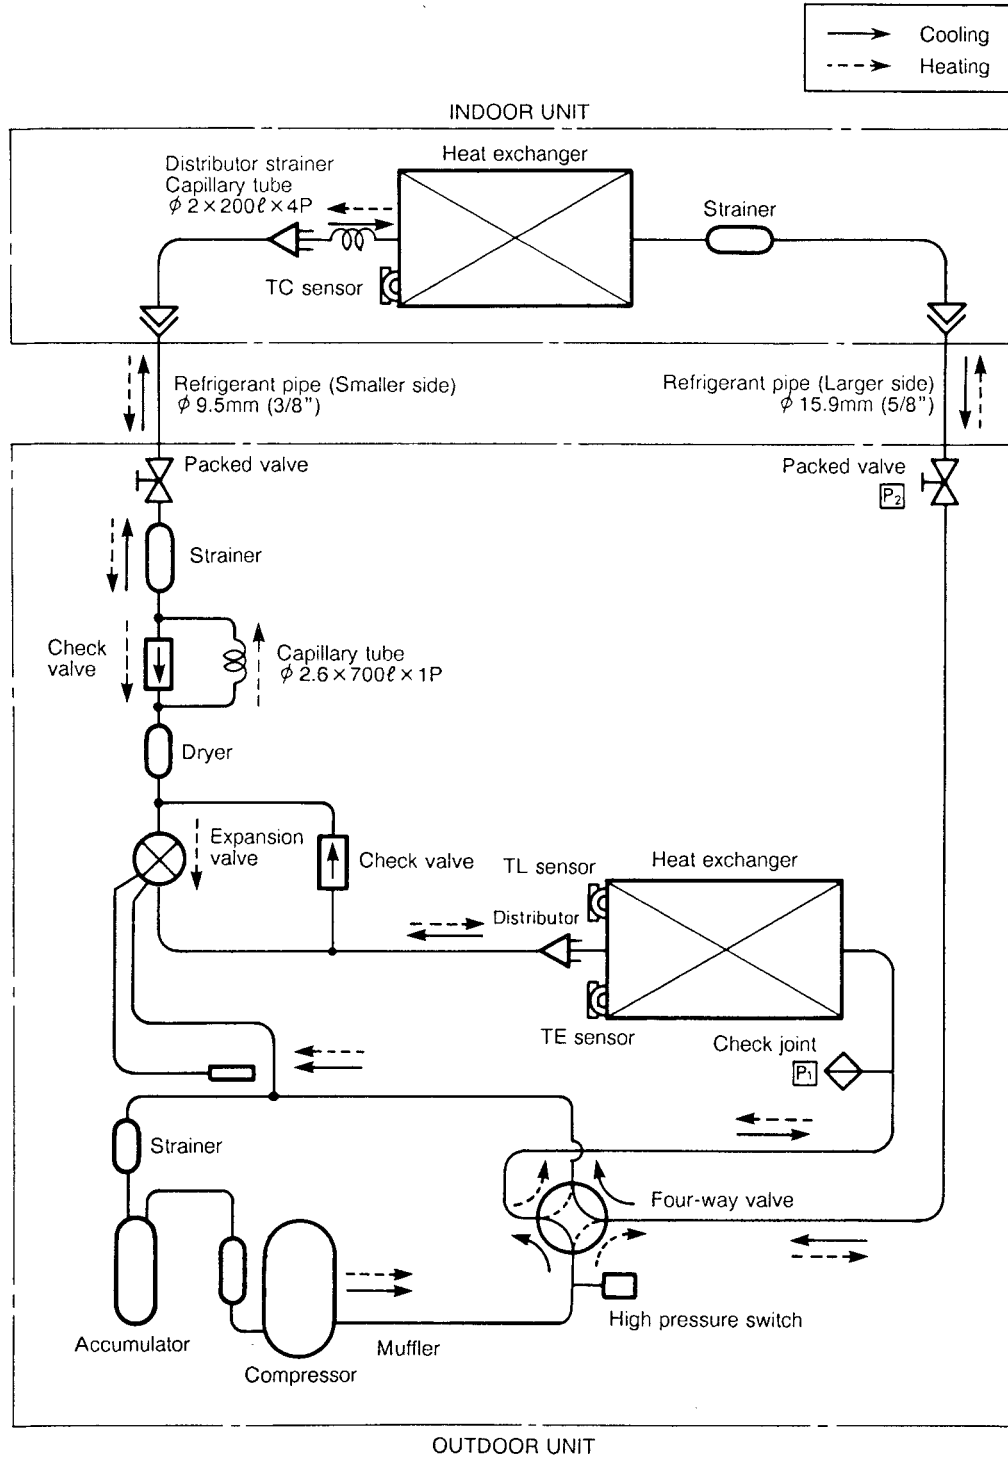 Cooling
Heating
INDOOR UNIT
Heat exchanger
Distributor strainer
Capillary tube
ϕ 2×200ℓ×4P
Strainer
TC sensor
Refrigerant pipe (Smaller side)
ϕ 9.5mm (3/8")
Refrigerant pipe (Larger side)
ϕ 15.9mm (5/8")
Packed valve
Packed valve
P2
Strainer
Check
valve
Capillary tube
ϕ 2.6×700ℓ×1P
Dryer
Expansion
valve
Check valve
TL sensor
Heat exchanger
Distributor
TE sensor
Check joint
P1
Strainer
Four-way valve
High pressure switch
Accumulator
Muffler
Compressor
OUTDOOR UNIT